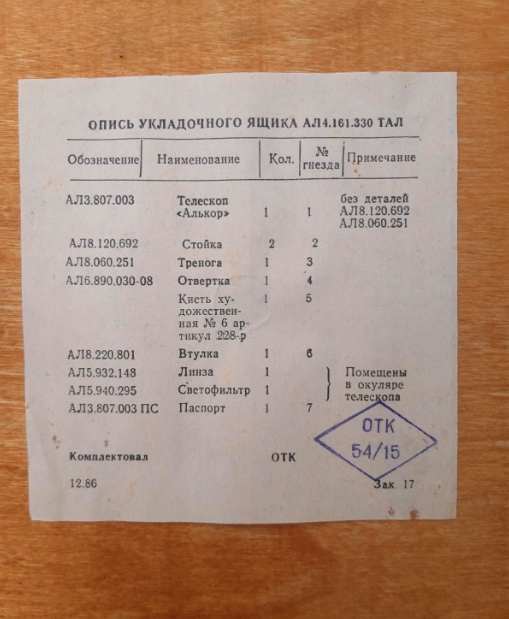 ОПИСЬ УКЛАДОЧНОГО ЯЩИКА АЛ4.161.330 ТАЛ
Обозначение Наименование Кол. № гнезда Примечание
АЛ3.807.003 Телескоп «Алькор» 1 1 без деталей АЛ8.120.692 АЛ8.060.251
АЛ8.120.692 Стойка 2 2
АЛ8.060.251 Тренога 1 3
АЛ6.890.030-08 Отвертка 1 4
Кисть ху- 1 5
дожествен-
ная № 6 ар-
тикул 228-р
АЛ8.220.801 Втулка 1 6
АЛ5.932.148 Линза 1 Помещены
АЛ5.940.295 Светофильтр 1 в окуляре телескопа
АЛ3.807.003 ПС Паспорт 1 7
ОТК
54/15
Комплектовал ОТК
12.86 Зак. 17